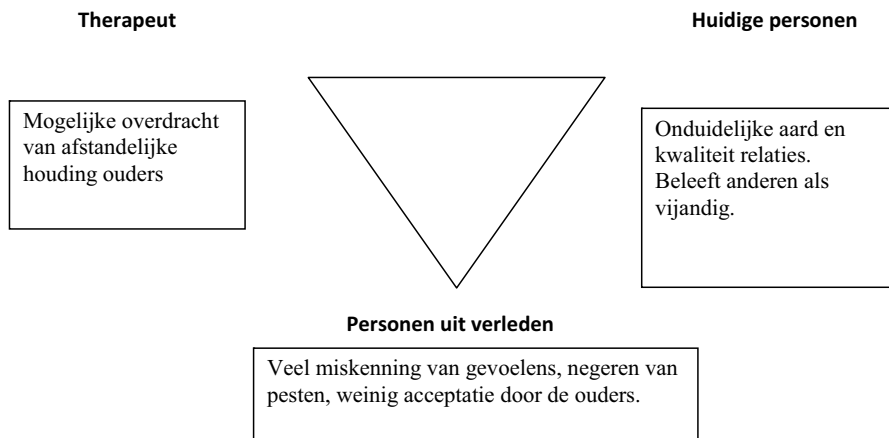 Therapeut
Huidige personen
Mogelijke overdracht
van afstandelijke
houding ouders
Onduidelijke aard en
kwaliteit relaties.
Beleeft anderen als
vijandig.
Personen uit verleden
Veel miskenning van gevoelens, negeren van
pesten, weinig acceptatie door de ouders.